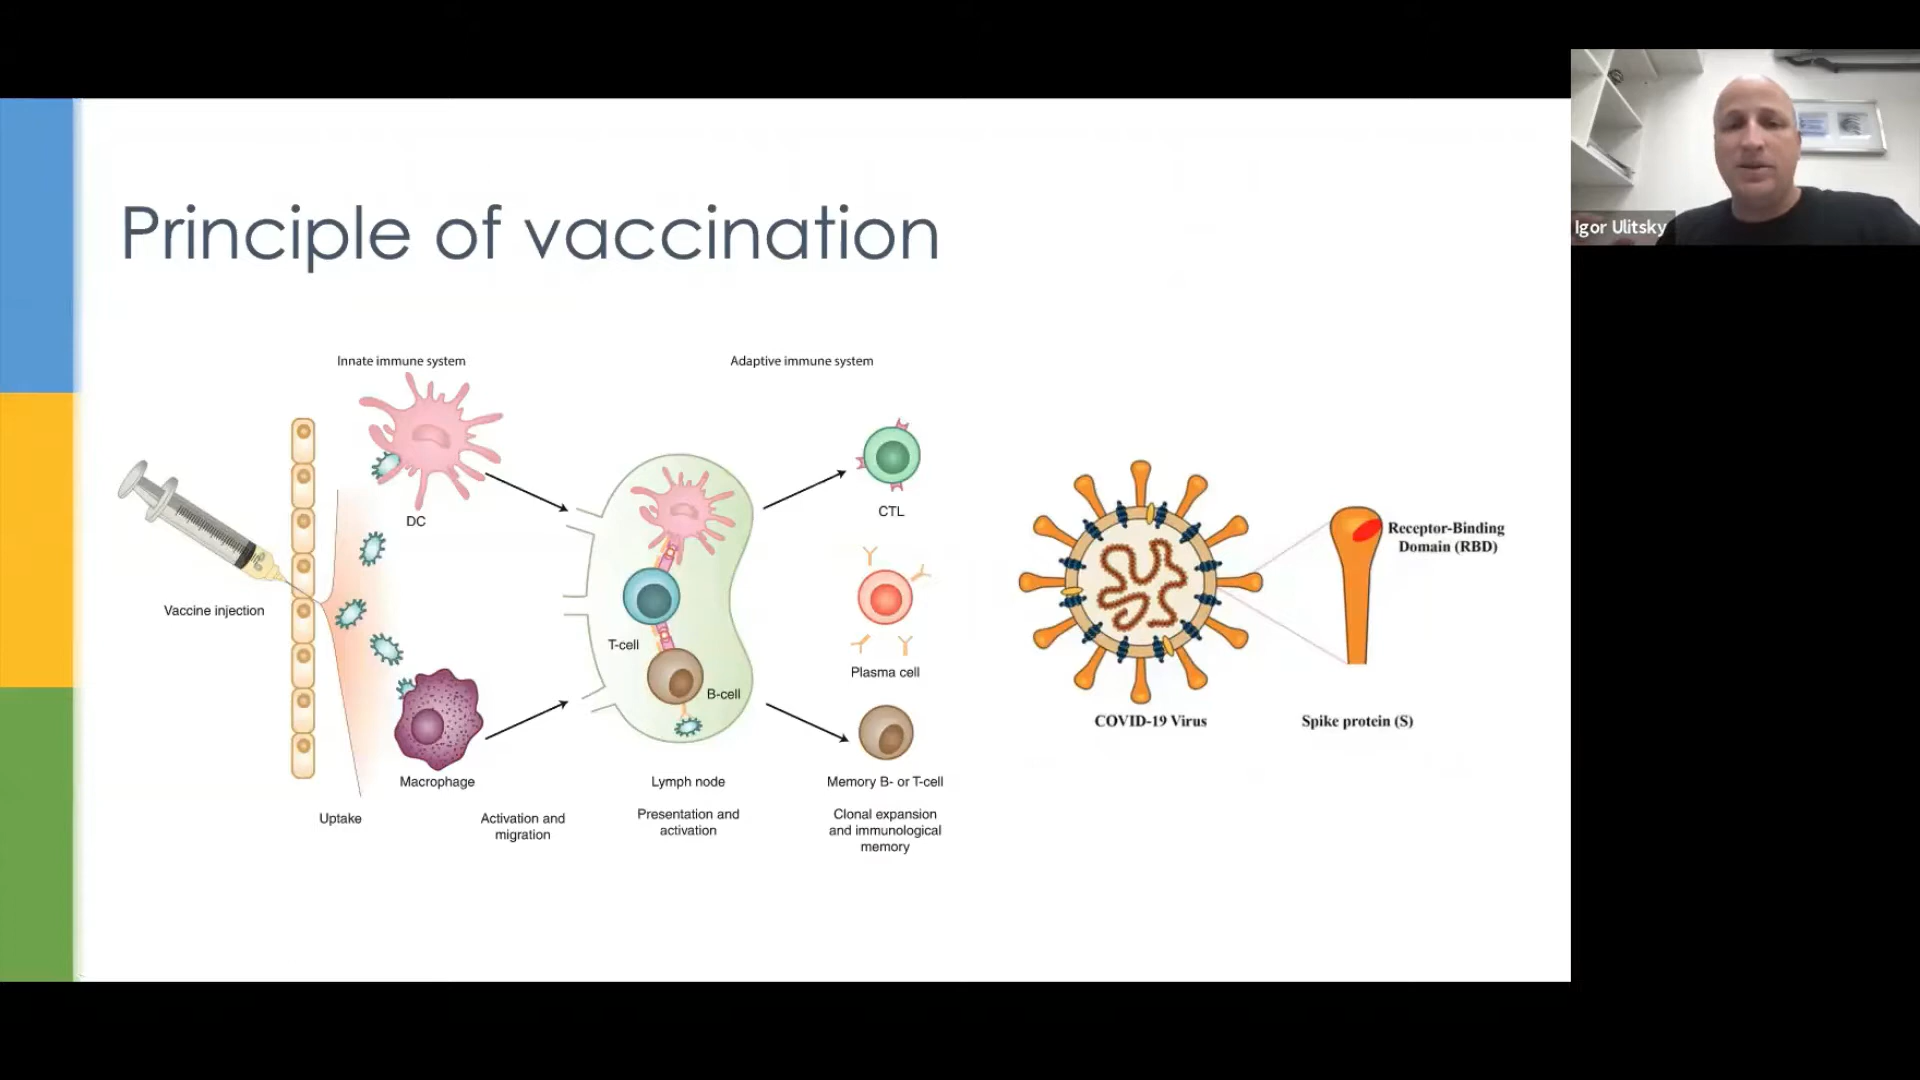 Principle of vaccination
Igor Ulitsky
Innate immune system
Adaptive immune system
DC
CTL
Vaccine injection
T-cell
B-cell
Plasma cell
Macrophage
Lymph node
Memory B- or T-cell
Uptake
Activation and
migration
Presentation and
activation
Clonal expansion
and immunological
memory
Receptor-Binding
Domain (RBD)
COVID-19 Virus
Spike protein (S)